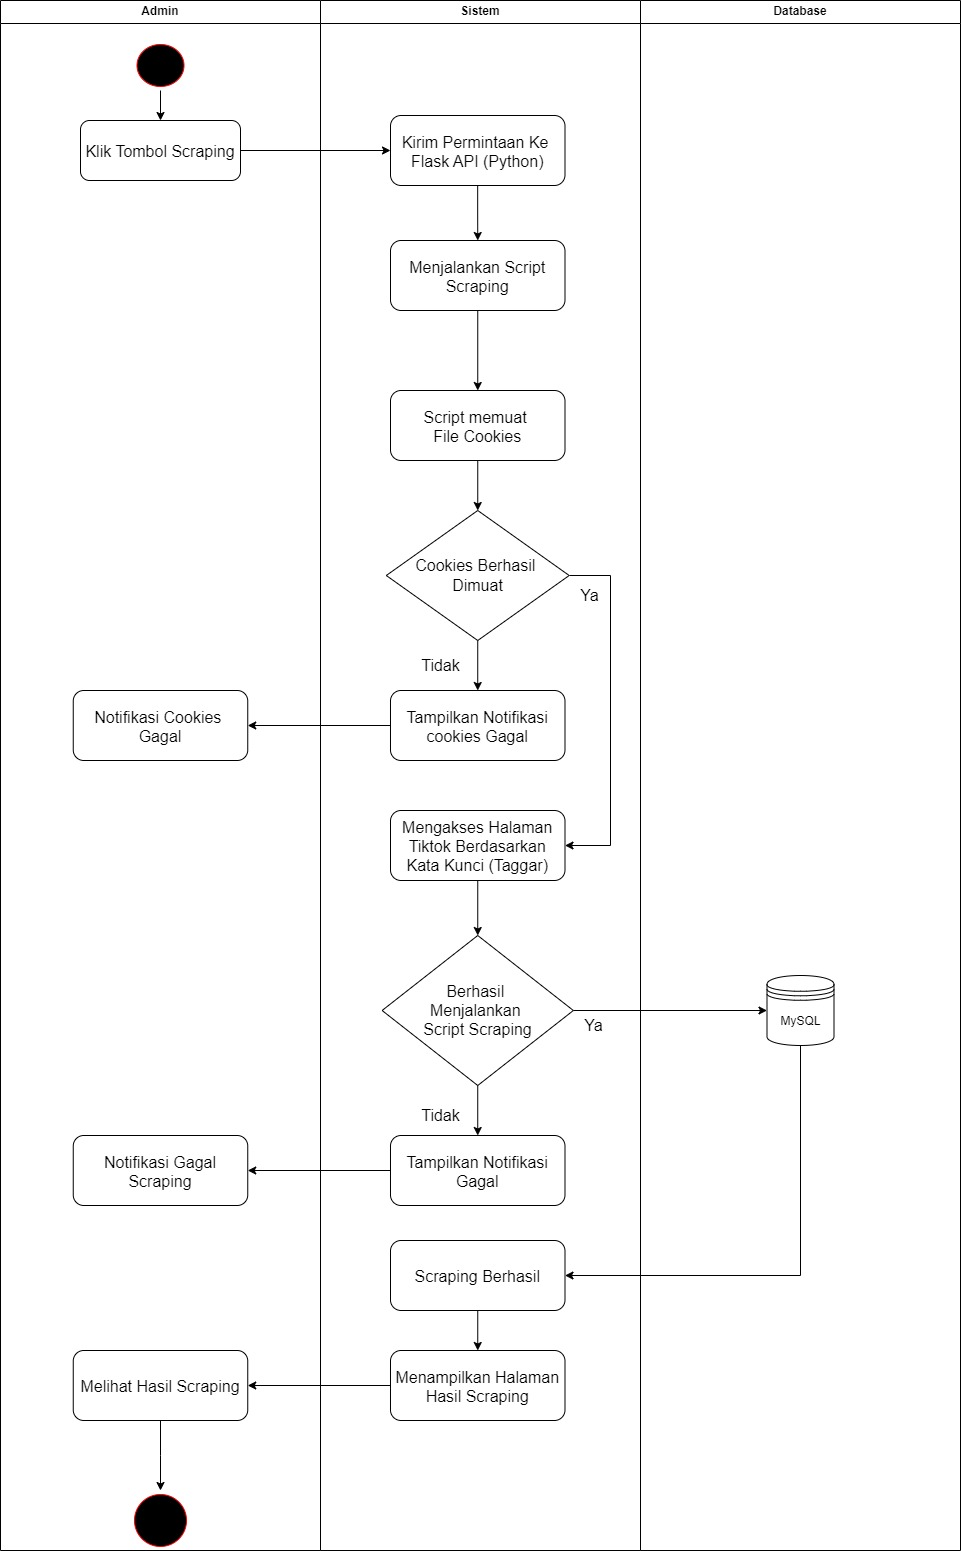 Admin
Sistem
Database
Klik Tombol Scraping
Kirim Permintaan Ke
Flask API (Python)
Menjalankan Script
Scraping
Script memuat
File Cookies
Cookies Berhasil
Dimuat
Ya
Tidak
Notifikasi Cookies
Gagal
Tampilkan Notifikasi
cookies Gagal
Mengakses Halaman
Tiktok Berdasarkan
Kata Kunci (Taggar)
Berhasil
Menjalankan
Script Scraping
Ya
MySQL
Tidak
Notifikasi Gagal
Scraping
Tampilkan Notifikasi
Gagal
Scraping Berhasil
Melihat Hasil Scraping
Menampilkan Halaman
Hasil Scraping